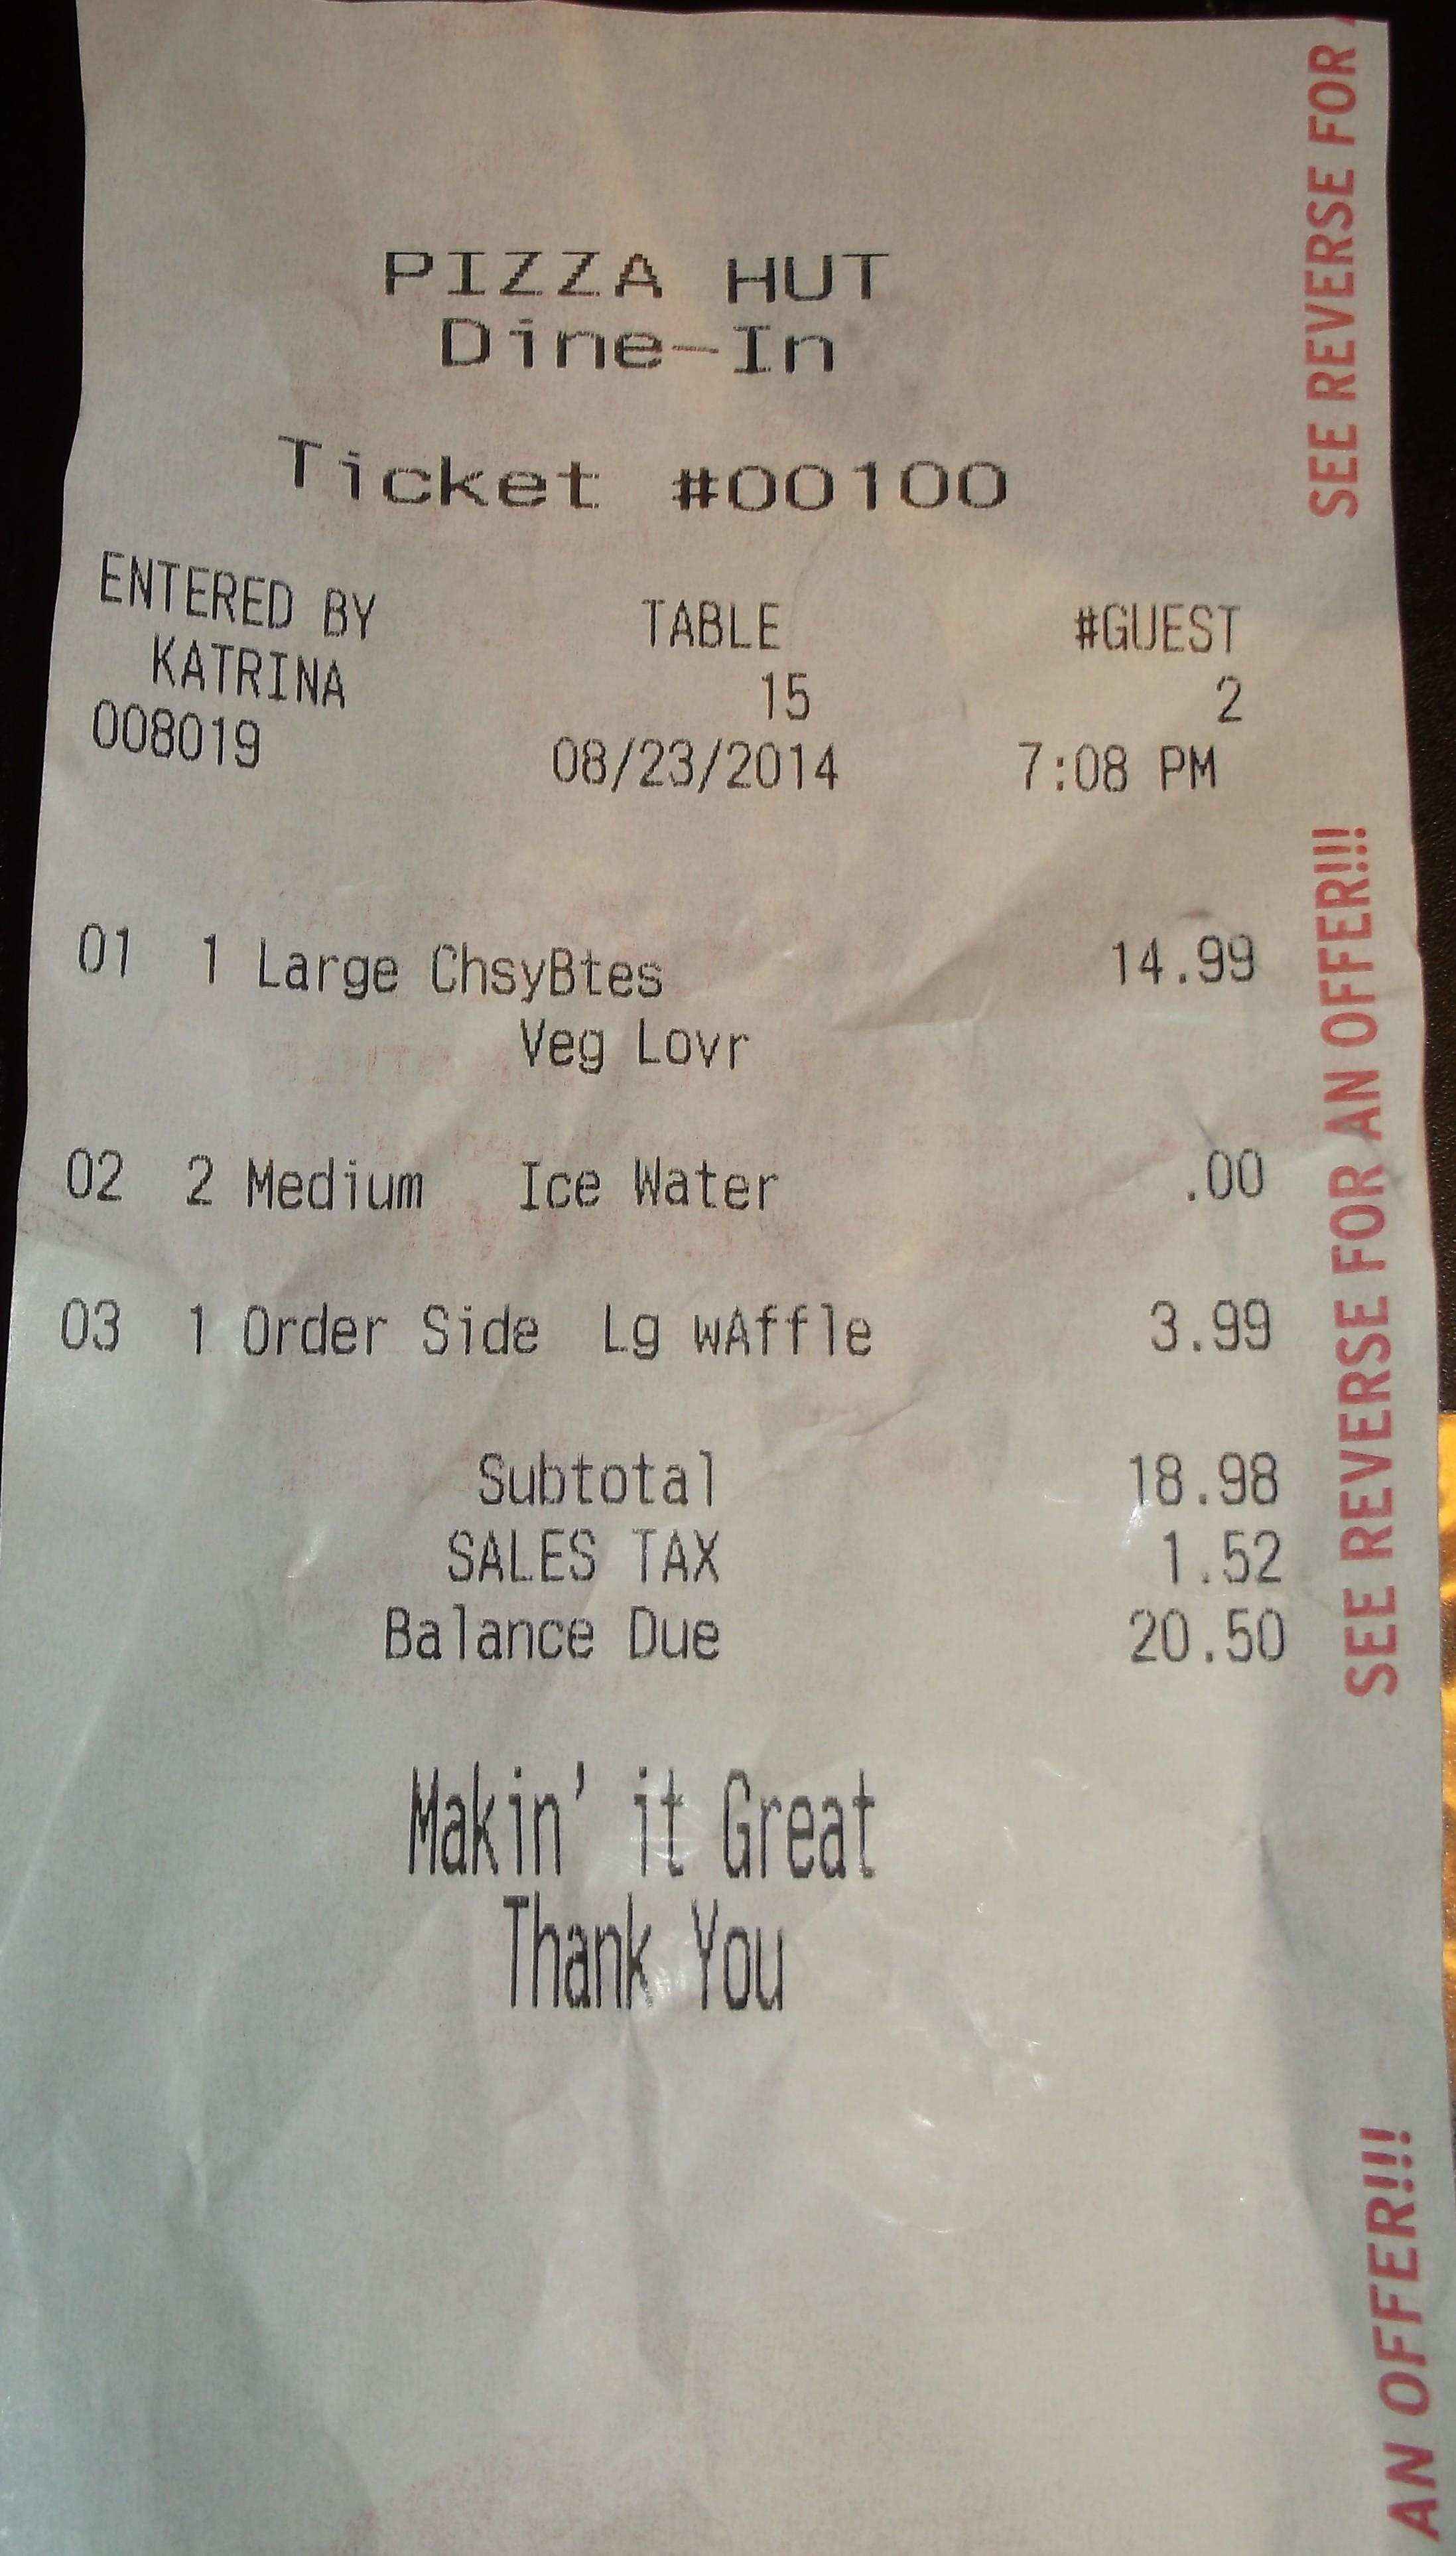 PIZZA HUT
Dine-In
Ticket #00100
ENTERED BY TABLE #GUEST
KATRINA 15 2
008019 08/23/2014 7:08 PM
01 1 Large ChsyBtes 14.99
Veg Lovr
02 2 Medium Ice Water .00
03 1 Order Side Lg wAffle 3.99
Subtotal 18.98
SALES TAX 1.52
Balance Due 20.50
Makin' it Great
Thank You
SEE REVERSE FOR
SEE REVERSE FOR AN OFFER!!!
AN OFFER!!!